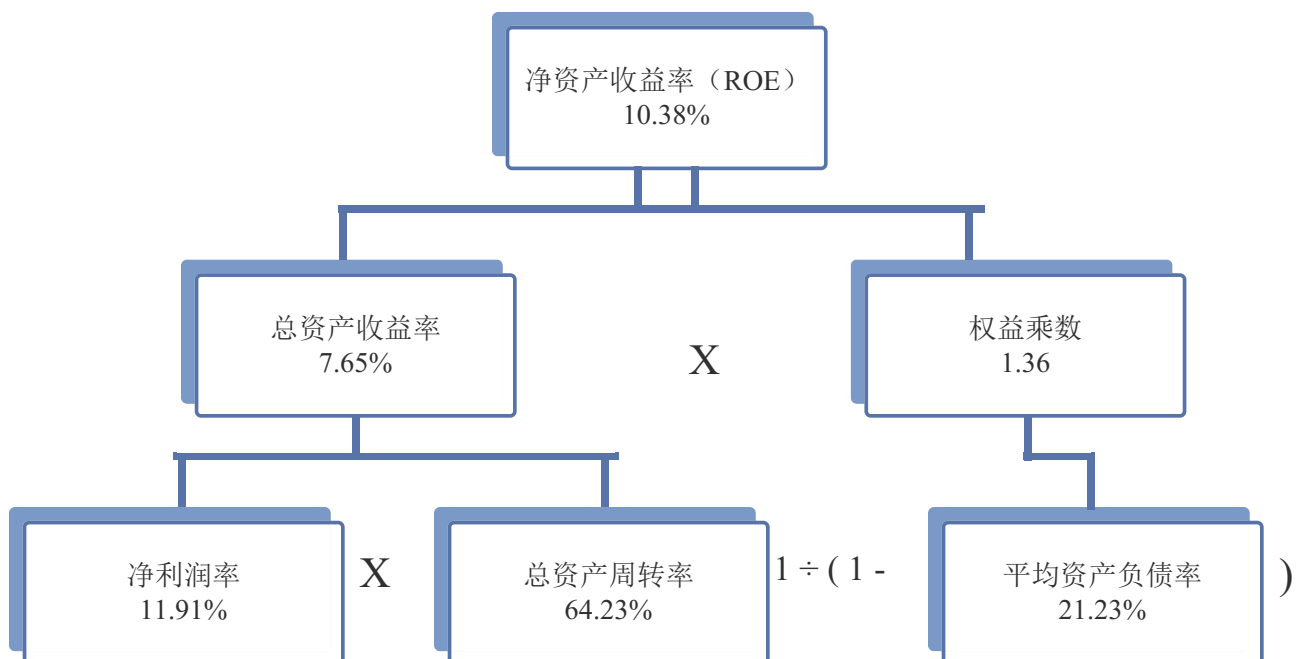 净资产收益率（ROE）
10.38%
总资产收益率
7.65%
X
权益乘数
1.36
净利润率
11.91%
X
总资产周转率
64.23%
1 ÷ ( 1 -
平均资产负债率
21.23%
)